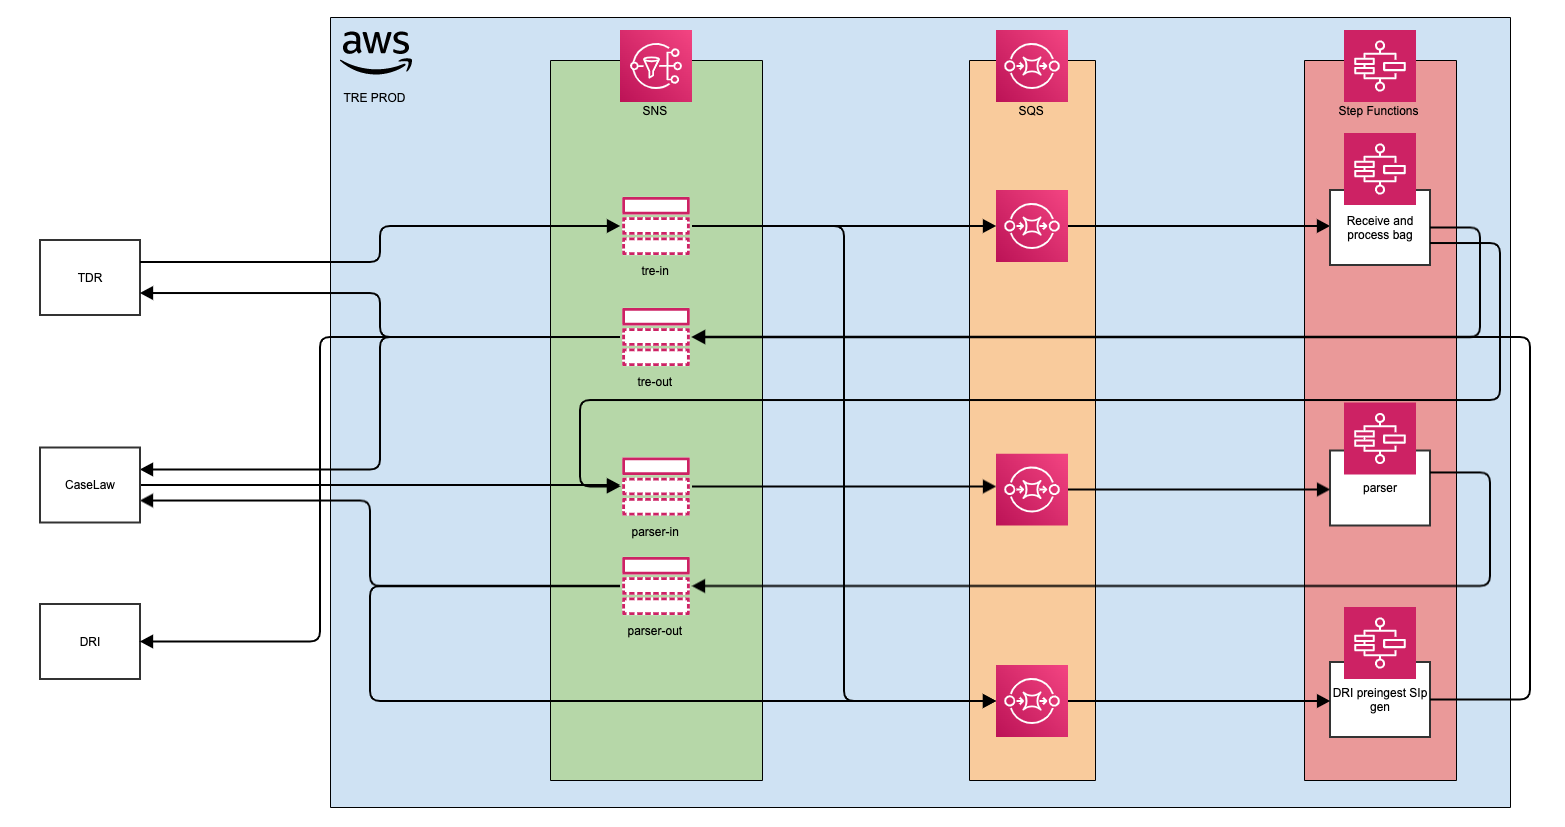 aws
TRE PROD
SNS
SQS
Step Functions
Receive and
process bag
tre-in
TDR
tre-out
CaseLaw
parser
parser-in
parser-out
DRI
DRI preingest SIp
gen